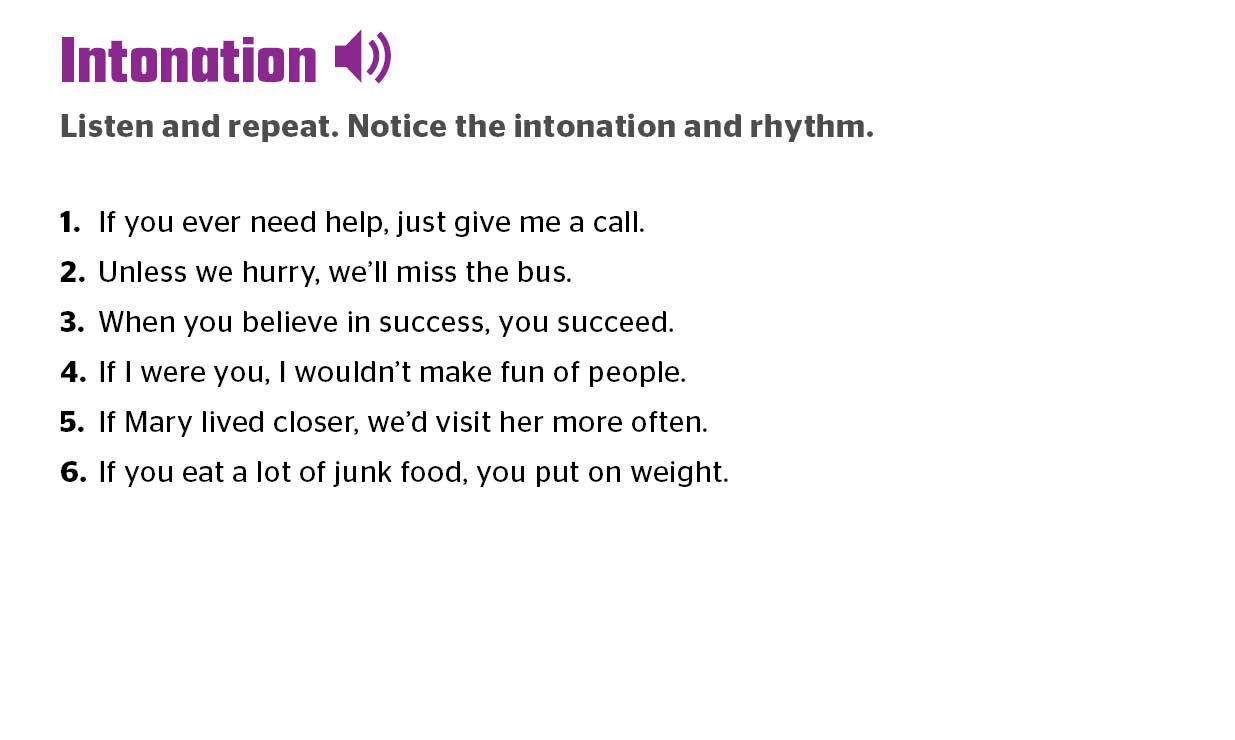 Intonation
Listen and repeat. Notice the intonation and rhythm.
1. If you ever need help, just give me a call.
2. Unless we hurry, we’ll miss the bus.
3. When you believe in success, you succeed.
4. If I were you, I wouldn’t make fun of people.
5. If Mary lived closer, we’d visit her more often.
6. If you eat a lot of junk food, you put on weight.